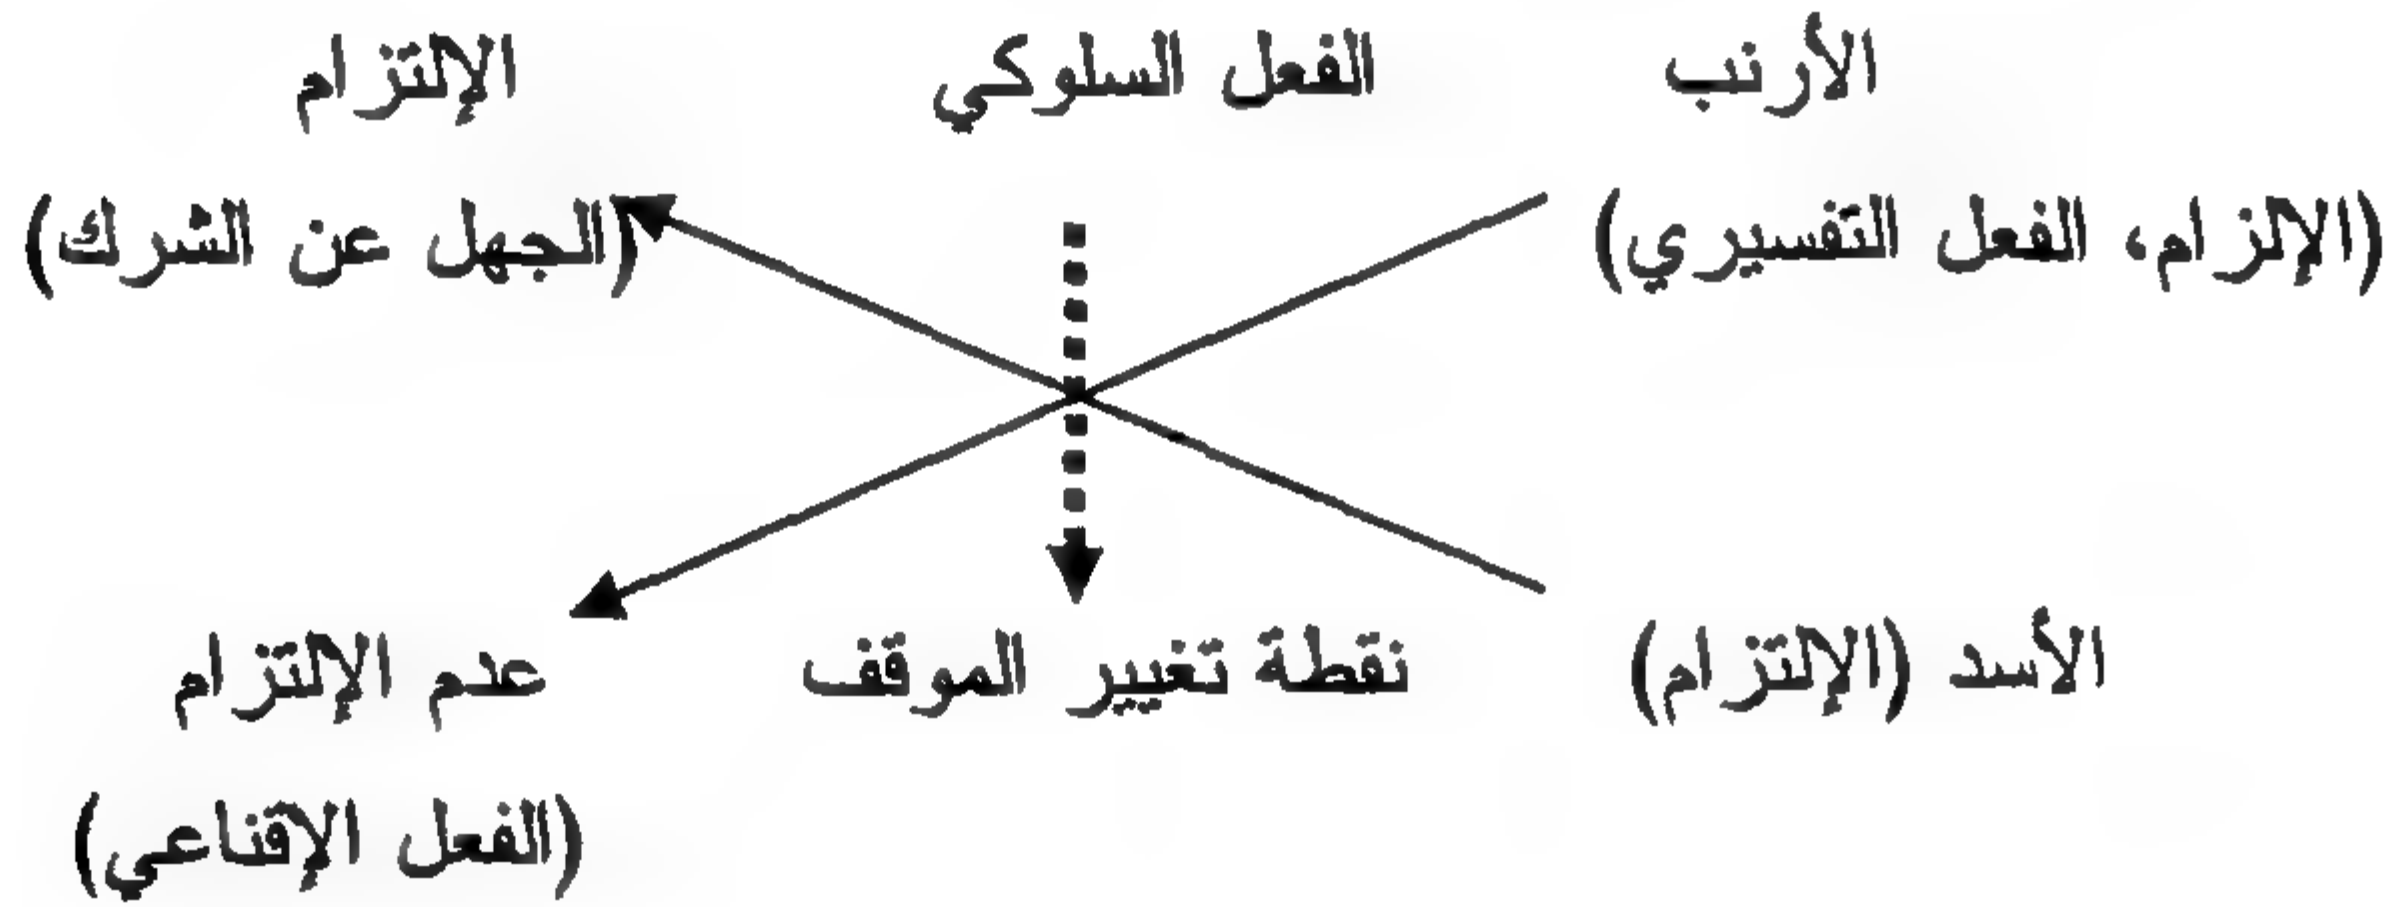 الأرنب
الفعل السلوكي
الإلتزام
(الإلزام، الفعل التفسيري)
(الجهل عن الشرك)
الأسد (الإلتزام)
نقطة تغيير الموقف
عدم الإلتزام
(الفعل الإقناعي)